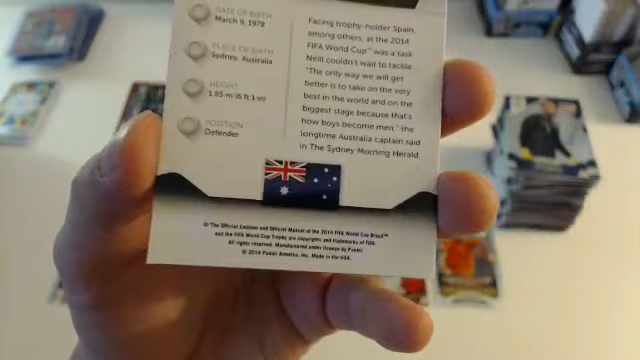 DATE OF BIRTH
March 9, 1978
PLACE OF BIRTH
Sydney, Australia
HEIGHT
1.85 m (6 ft 1 in)
POSITION
Defender
Facing trophy-holder Spain,
among others, at the 2014
FIFA World Cup™ was a task
Neill couldn't wait to tackle.
"The only way we will get
better is to take on the very
best in the world and on the
biggest stage because that's
how boys become men," the
longtime Australia captain said
in The Sydney Morning Herald.
© The Official Emblem and Official Mascot of the 2014 FIFA World Cup Brazil™
and the FIFA World Cup Trophy are copyrights and trademarks of FIFA.
All rights reserved. Manufactured under license by Panini
© 2014 Panini America, Inc. Made in the USA.